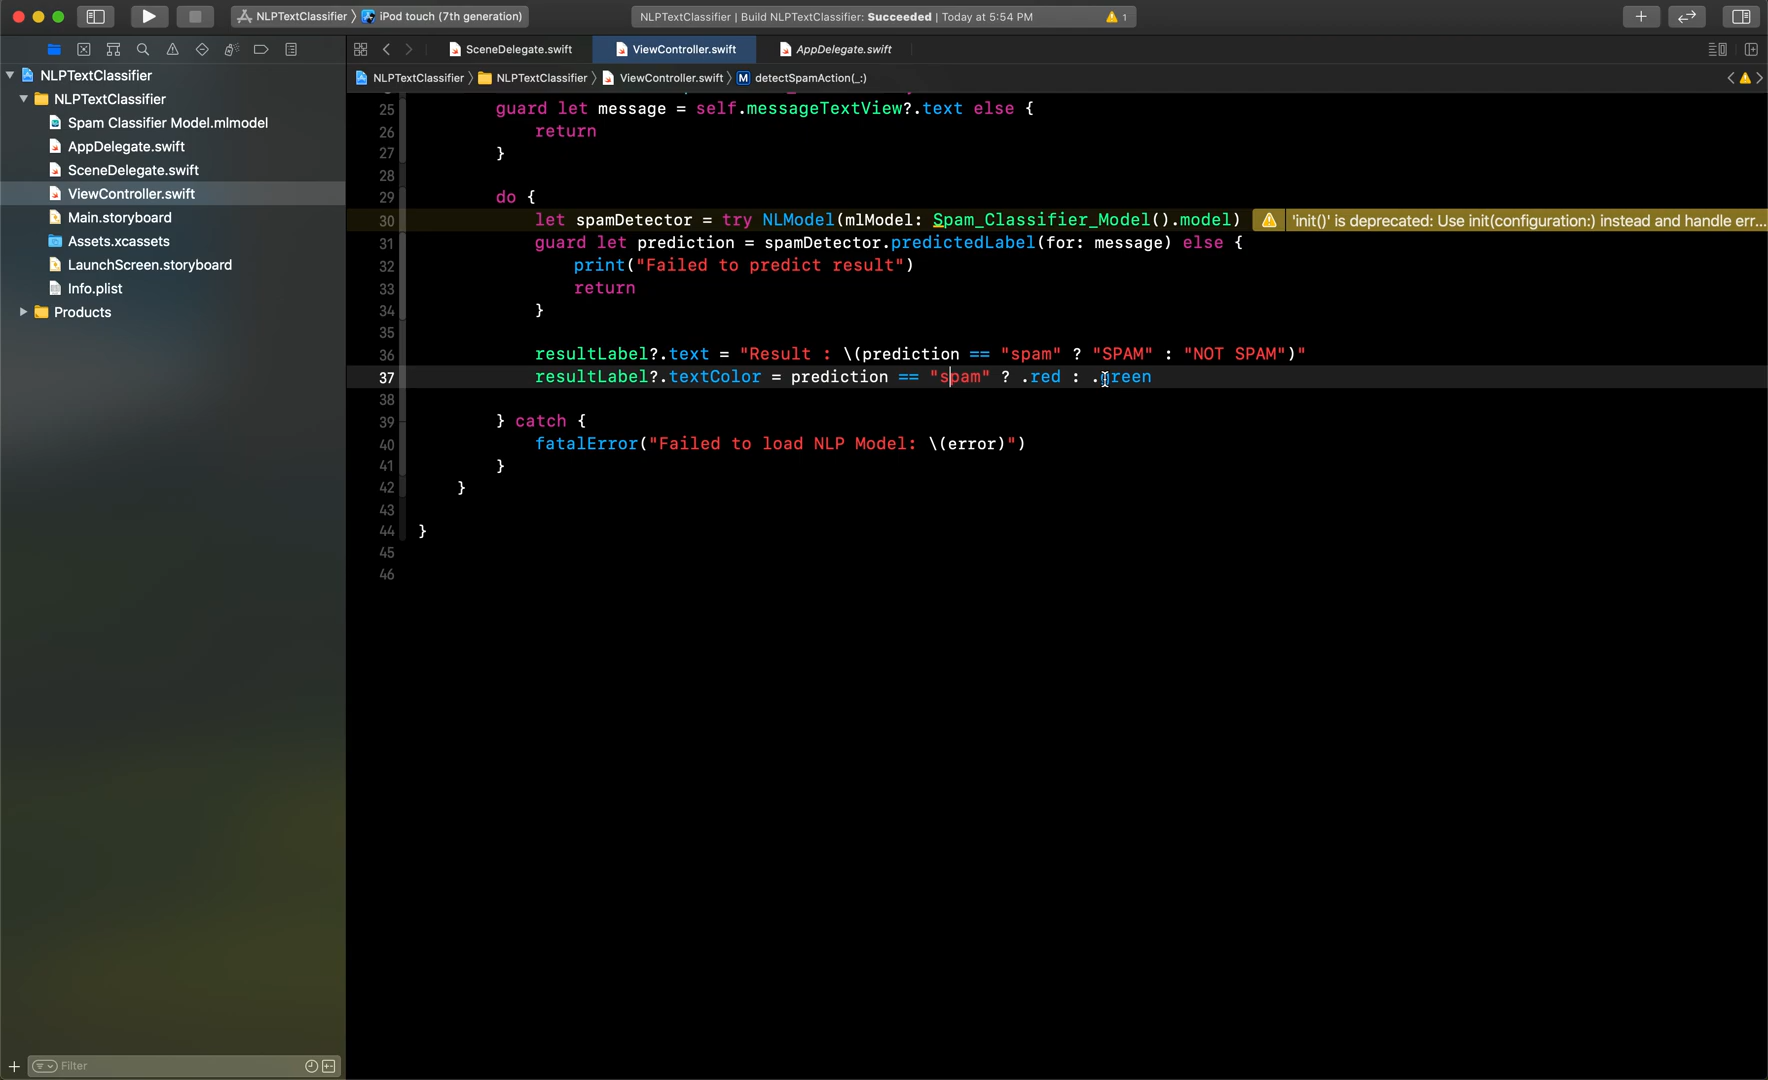 NLPTextClassifier 〉 iPod touch (7th generation)
NLPTextClassifier | Build NLPTextClassifier: Succeeded | Today at 5:54 PM
1
SceneDelegate.swift
ViewController.swift
AppDelegate.swift
NLPTextClassifier 〉 NLPTextClassifier 〉 ViewController.swift 〉 M detectSpamAction(_:)
NLPTextClassifier
NLPTextClassifier
Spam Classifier Model.mlmodel
AppDelegate.swift
SceneDelegate.swift
ViewController.swift
Main.storyboard
Assets.xcassets
LaunchScreen.storyboard
Info.plist
Products
25 guard let message = self.messageTextView?.text else {
26 return
27 }
28
29 do {
30 let spamDetector = try NLModel(mlModel: Spam_Classifier_Model().model) 'init()' is deprecated: Use init(configuration:) instead and handle err...
31 guard let prediction = spamDetector.predictedLabel(for: message) else {
32 print("Failed to predict result")
33 return
34 }
35
36 resultLabel?.text = "Result : \(prediction == "spam" ? "SPAM" : "NOT SPAM")"
37 resultLabel?.textColor = prediction == "spam" ? .red : .green
38
39 } catch {
40 fatalError("Failed to load NLP Model: \(error)")
41 }
42 }
43
44 }
45
46
Filter